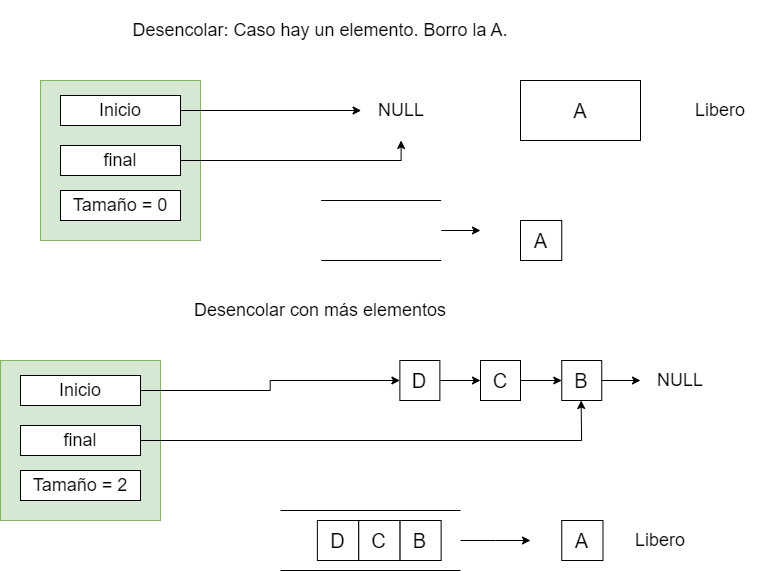 Desencolar: Caso hay un elemento. Borro la A.
Inicio
NULL
A
Libero
final
Tamaño = 0
A
Desencolar con más elementos
Inicio
D
C
B
NULL
final
Tamaño = 2
D
C
B
A
Libero